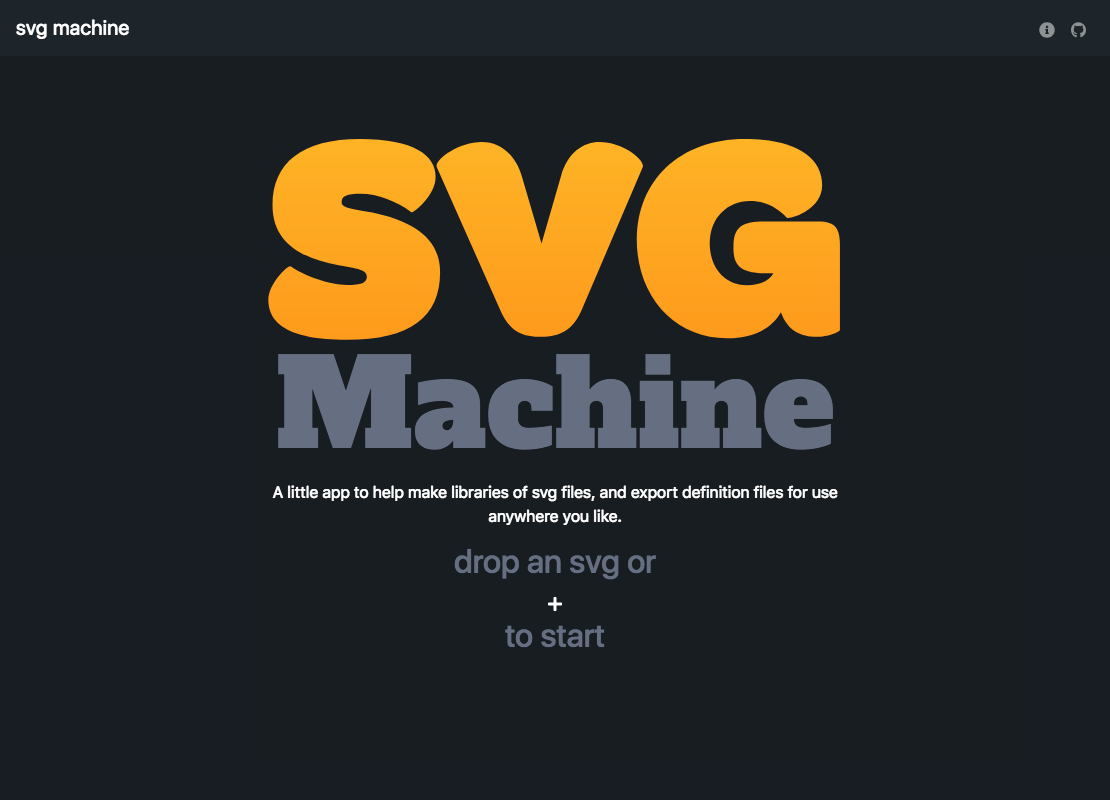 svg machine
SVG
Machine
A little app to help make libraries of svg files, and export definition files for use
anywhere you like.
drop an svg or
+
to start